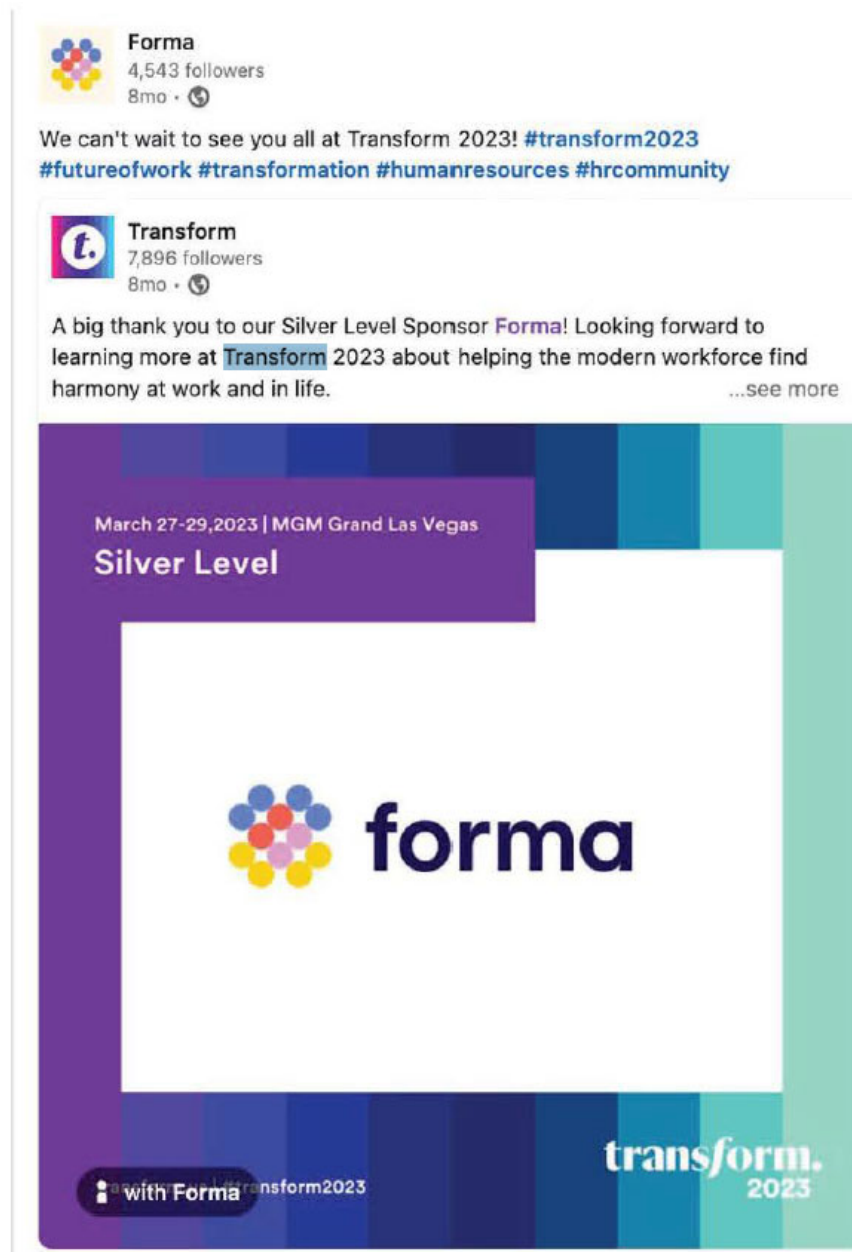 Forma
4,543 followers
8mo •
We can't wait to see you all at Transform 2023! #transform2023
#futureofwork #transformation #humanresources #hrcommunity
t.
Transform
7,896 followers
8mo •
A big thank you to our Silver Level Sponsor Forma! Looking forward to
learning more at Transform 2023 about helping the modern workforce find
harmony at work and in life.
...see more
March 27-29,2023 | MGM Grand Las Vegas
Silver Level
forma
transform.
2023
with Forma
#transform2023